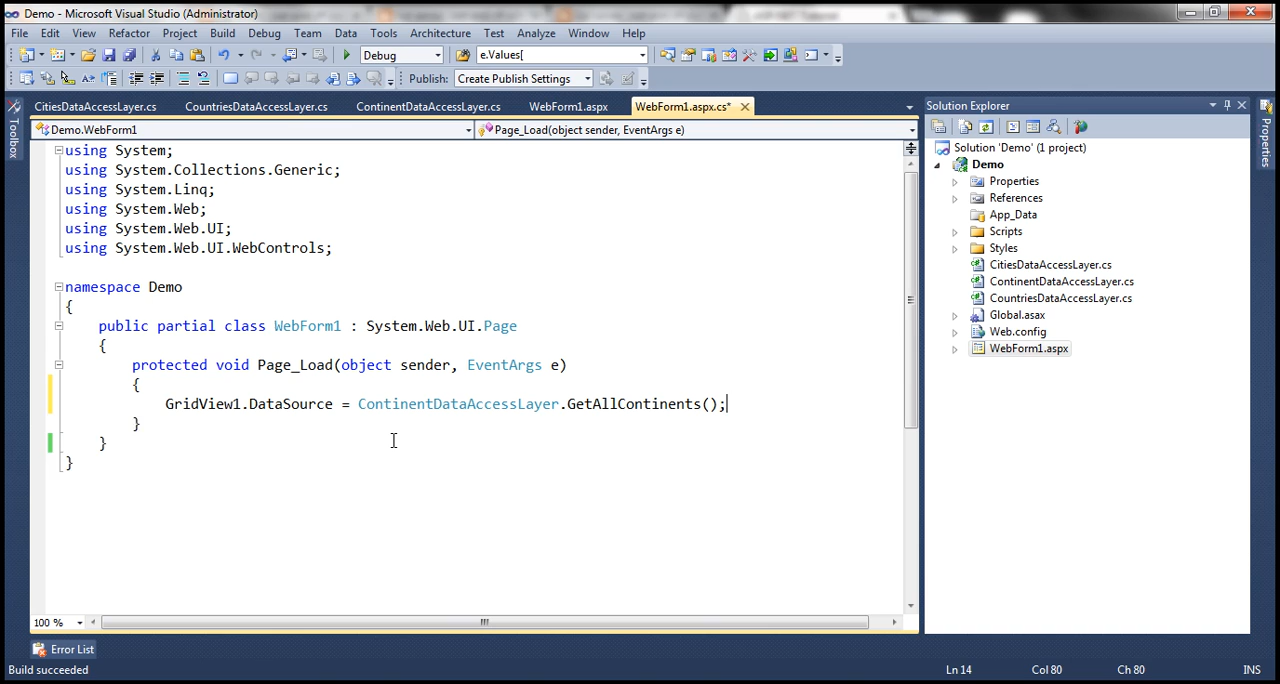 Demo - Microsoft Visual Studio (Administrator)
File Edit View Refactor Project Build Debug Team Data Tools Architecture Test Analyze Window Help
Debug e.Values[
Publish: Create Publish Settings
CitiesDataAccessLayer.cs CountriesDataAccessLayer.cs ContinentDataAccessLayer.cs WebForm1.aspx WebForm1.aspx.cs*
Demo.WebForm1 Page_Load(object sender, EventArgs e)
Toolbox
using System;
using System.Collections.Generic;
using System.Linq;
using System.Web;
using System.Web.UI;
using System.Web.UI.WebControls;
namespace Demo
{
public partial class WebForm1 : System.Web.UI.Page
{
protected void Page_Load(object sender, EventArgs e)
{
GridView1.DataSource = ContinentDataAccessLayer.GetAllContinents();
}
}
}
100 %
Solution Explorer
Solution 'Demo' (1 project)
Demo
Properties
References
App_Data
Scripts
Styles
CitiesDataAccessLayer.cs
ContinentDataAccessLayer.cs
CountriesDataAccessLayer.cs
Global.asax
Web.config
WebForm1.aspx
Properties
Error List
Build succeeded Ln 14 Col 80 Ch 80 INS